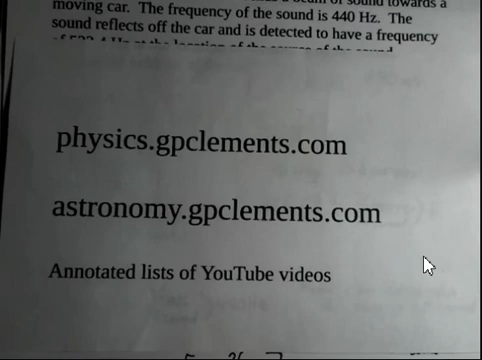 moving car. The frequency of the sound is 440 Hz. The
sound reflects off the car and is detected to have a frequency
physics.gpclements.com
astronomy.gpclements.com
Annotated lists of YouTube videos